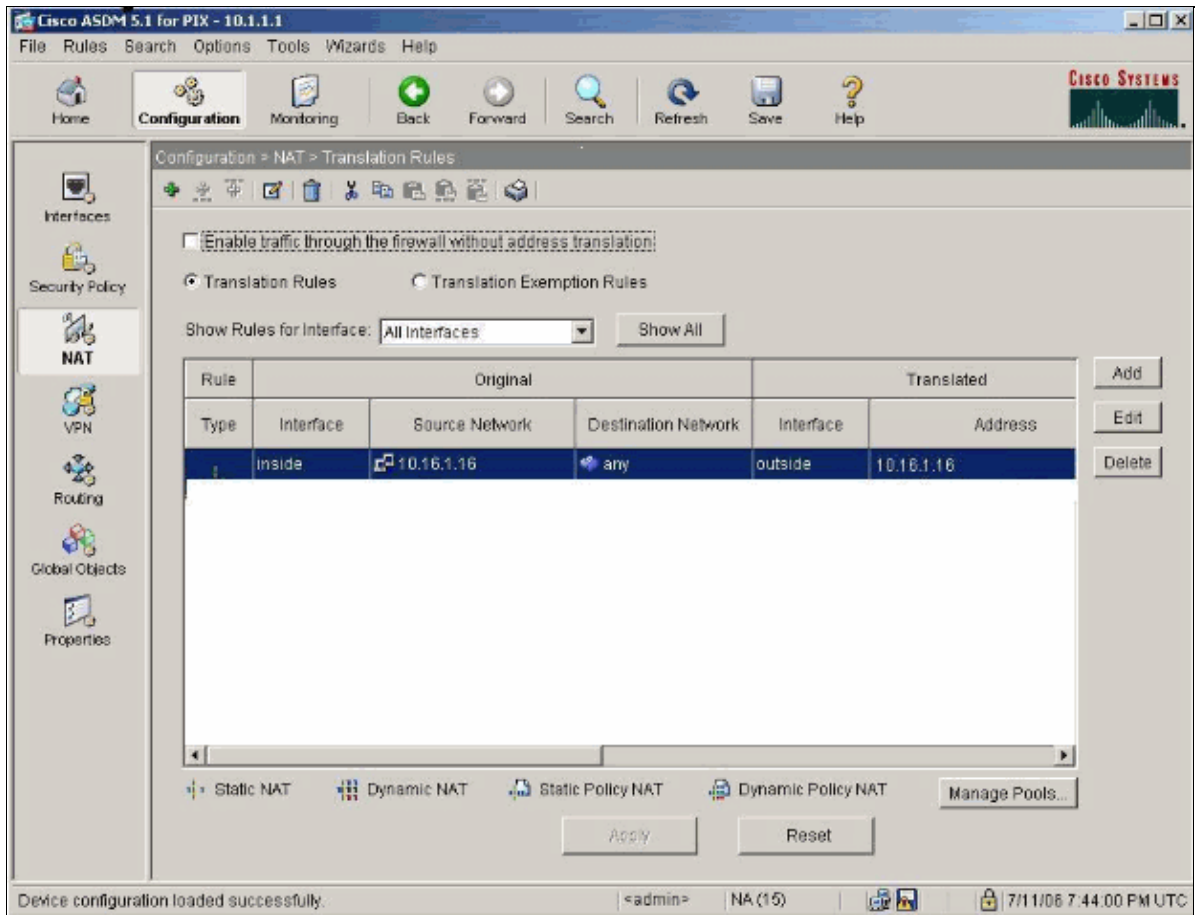 Cisco ASDM 5.1 for PIX - 10.1.1.1
File Rules Search Options Tools Wizards Help
Home Configuration Monitoring Back Forward Search Refresh Save Help
CISCO SYSTEMS
Configuration > NAT > Translation Rules
Interfaces
Security Policy
NAT
VPN
Routing
Global Objects
Properties
Enable traffic through the firewall without address translation
Translation Rules Translation Exemption Rules
Show Rules for Interface: All Interfaces Show All
Rule Original Translated
Type Interface Source Network Destination Network Interface Address
inside 10.16.1.16 any outside 10.16.1.16
Add
Edit
Delete
Static NAT Dynamic NAT Static Policy NAT Dynamic Policy NAT Manage Pools...
Apply Reset
Device configuration loaded successfully. <admin> NA (15) 7/11/06 7:44:00 PM UTC